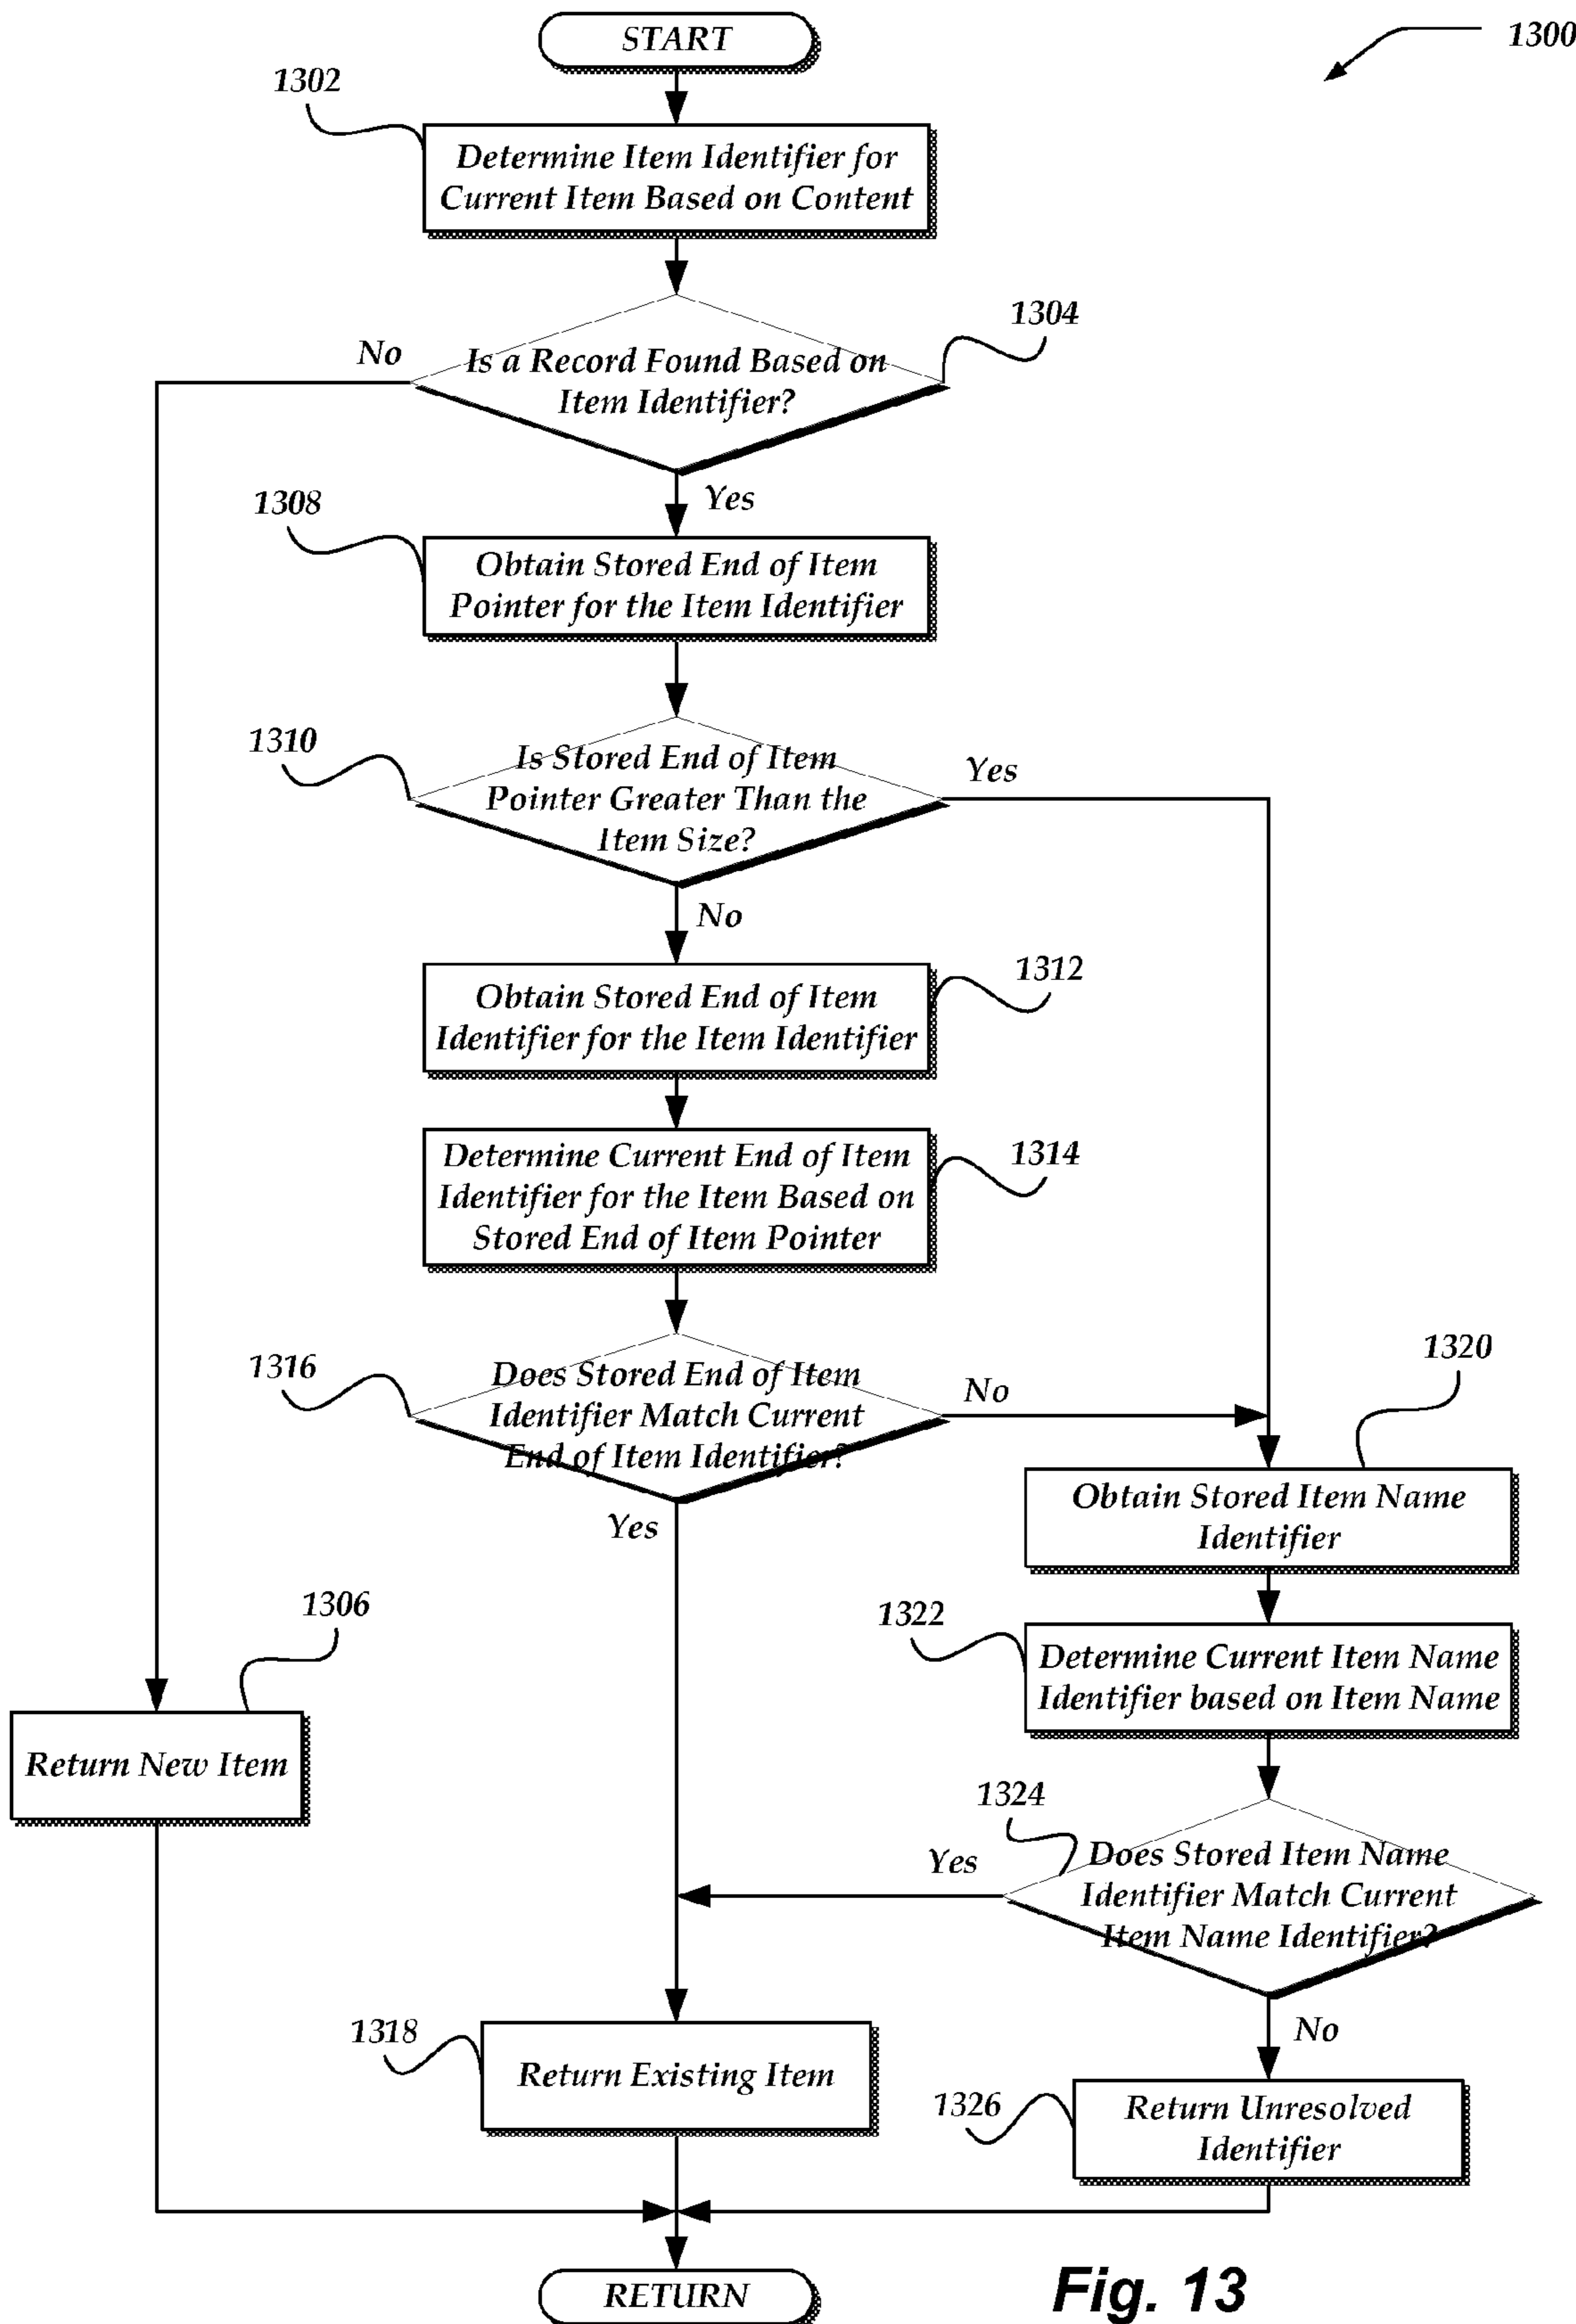 START
1300
1302
Determine Item Identifier for
Current Item Based on Content
1304
No
Is a Record Found Based on
Item Identifier?
Yes
1308
Obtain Stored End of Item
Pointer for the Item Identifier
1310
Is Stored End of Item
Pointer Greater Than the
Item Size?
Yes
No
1312
Obtain Stored End of Item
Identifier for the Item Identifier
1314
Determine Current End of Item
Identifier for the Item Based on
Stored End of Item Pointer
1316
Does Stored End of Item
Identifier Match Current
End of Item Identifier?
No
Yes
1320
Obtain Stored Item Name
Identifier
1306
Return New Item
1322
Determine Current Item Name
Identifier based on Item Name
1324
Yes
Does Stored Item Name
Identifier Match Current
Item Name Identifier?
No
1318
Return Existing Item
1326
Return Unresolved
Identifier
RETURN
Fig. 13